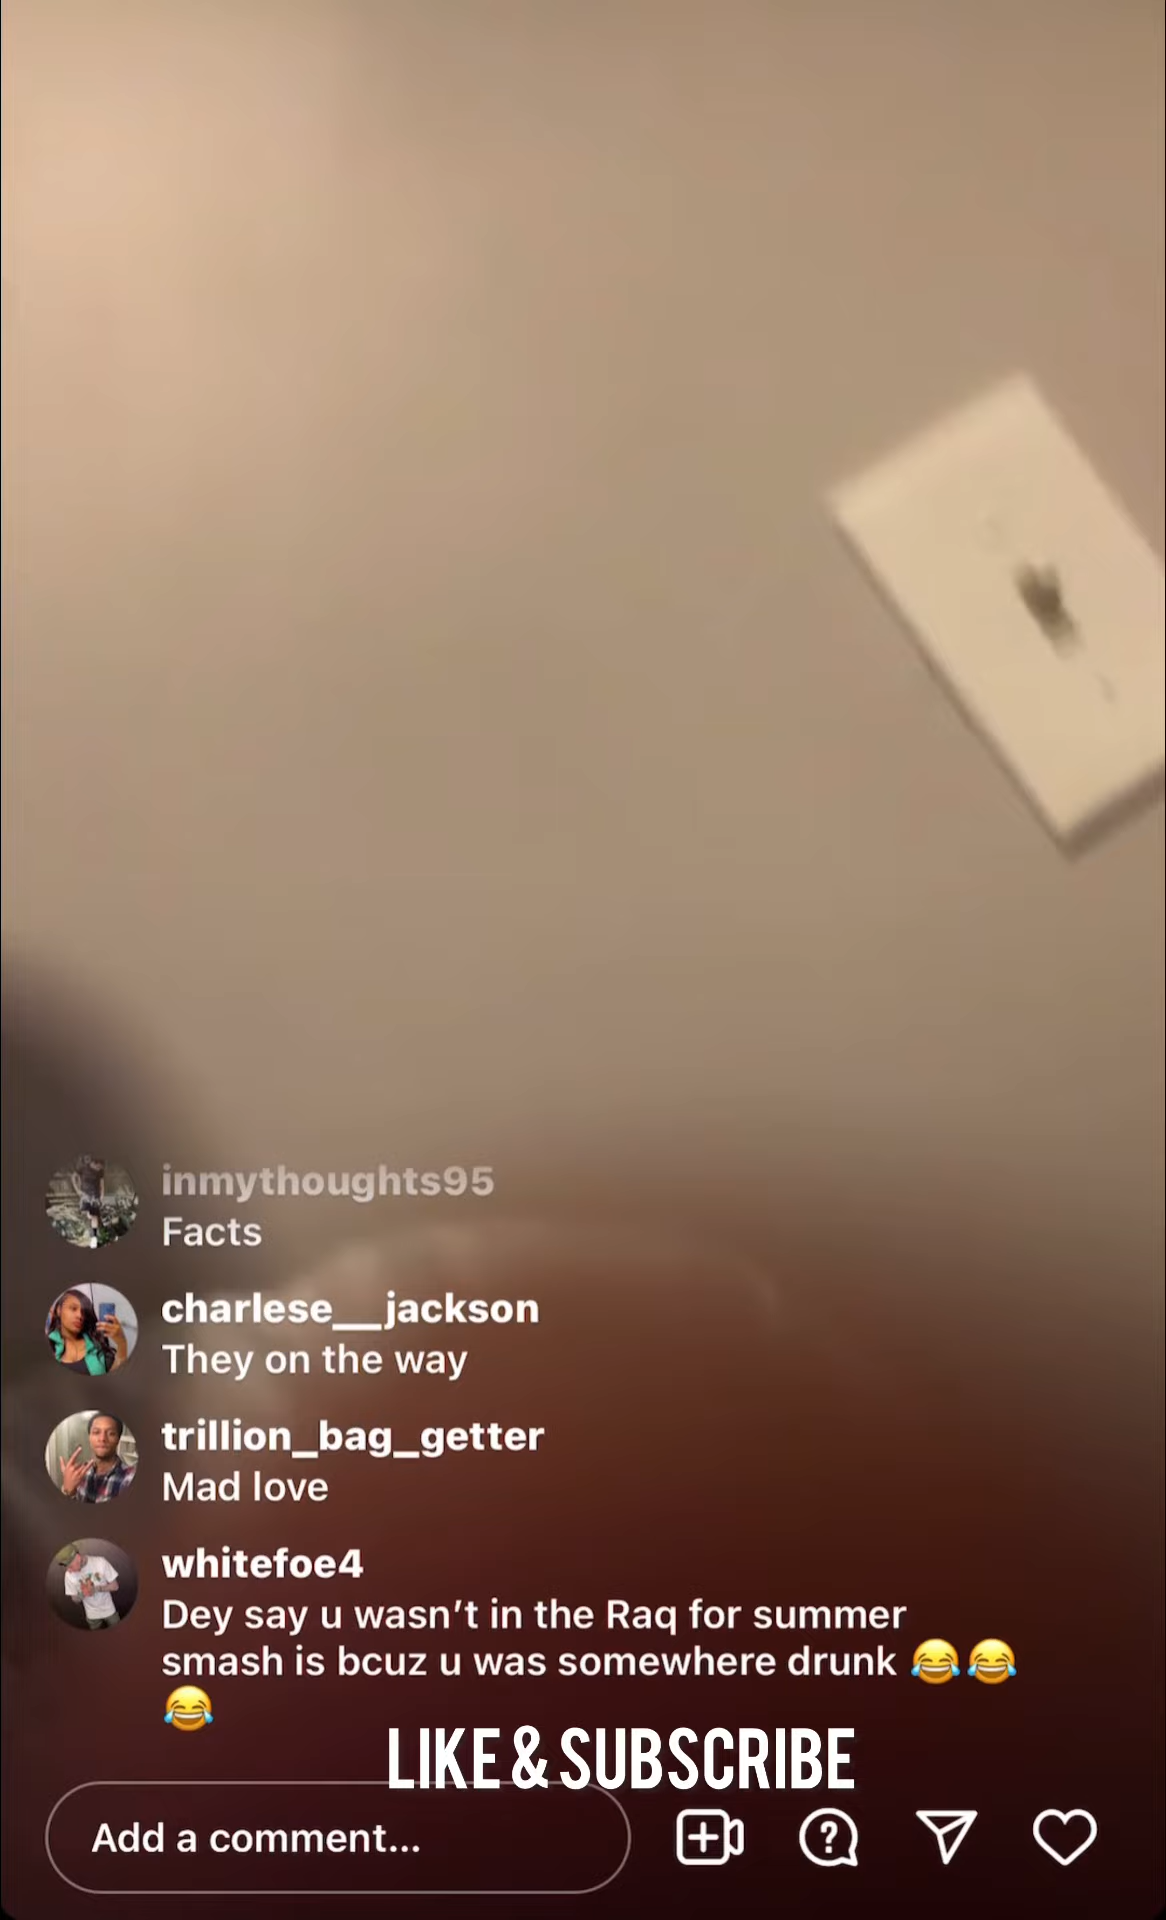 inmythoughts95
Facts
charlese__jackson
They on the way
trillion_bag_getter
Mad love
whitefoe4
Dey say u wasn’t in the Raq for summer
smash is bcuz u was somewhere drunk 😂😂
😂
LIKE & SUBSCRIBE
Add a comment...